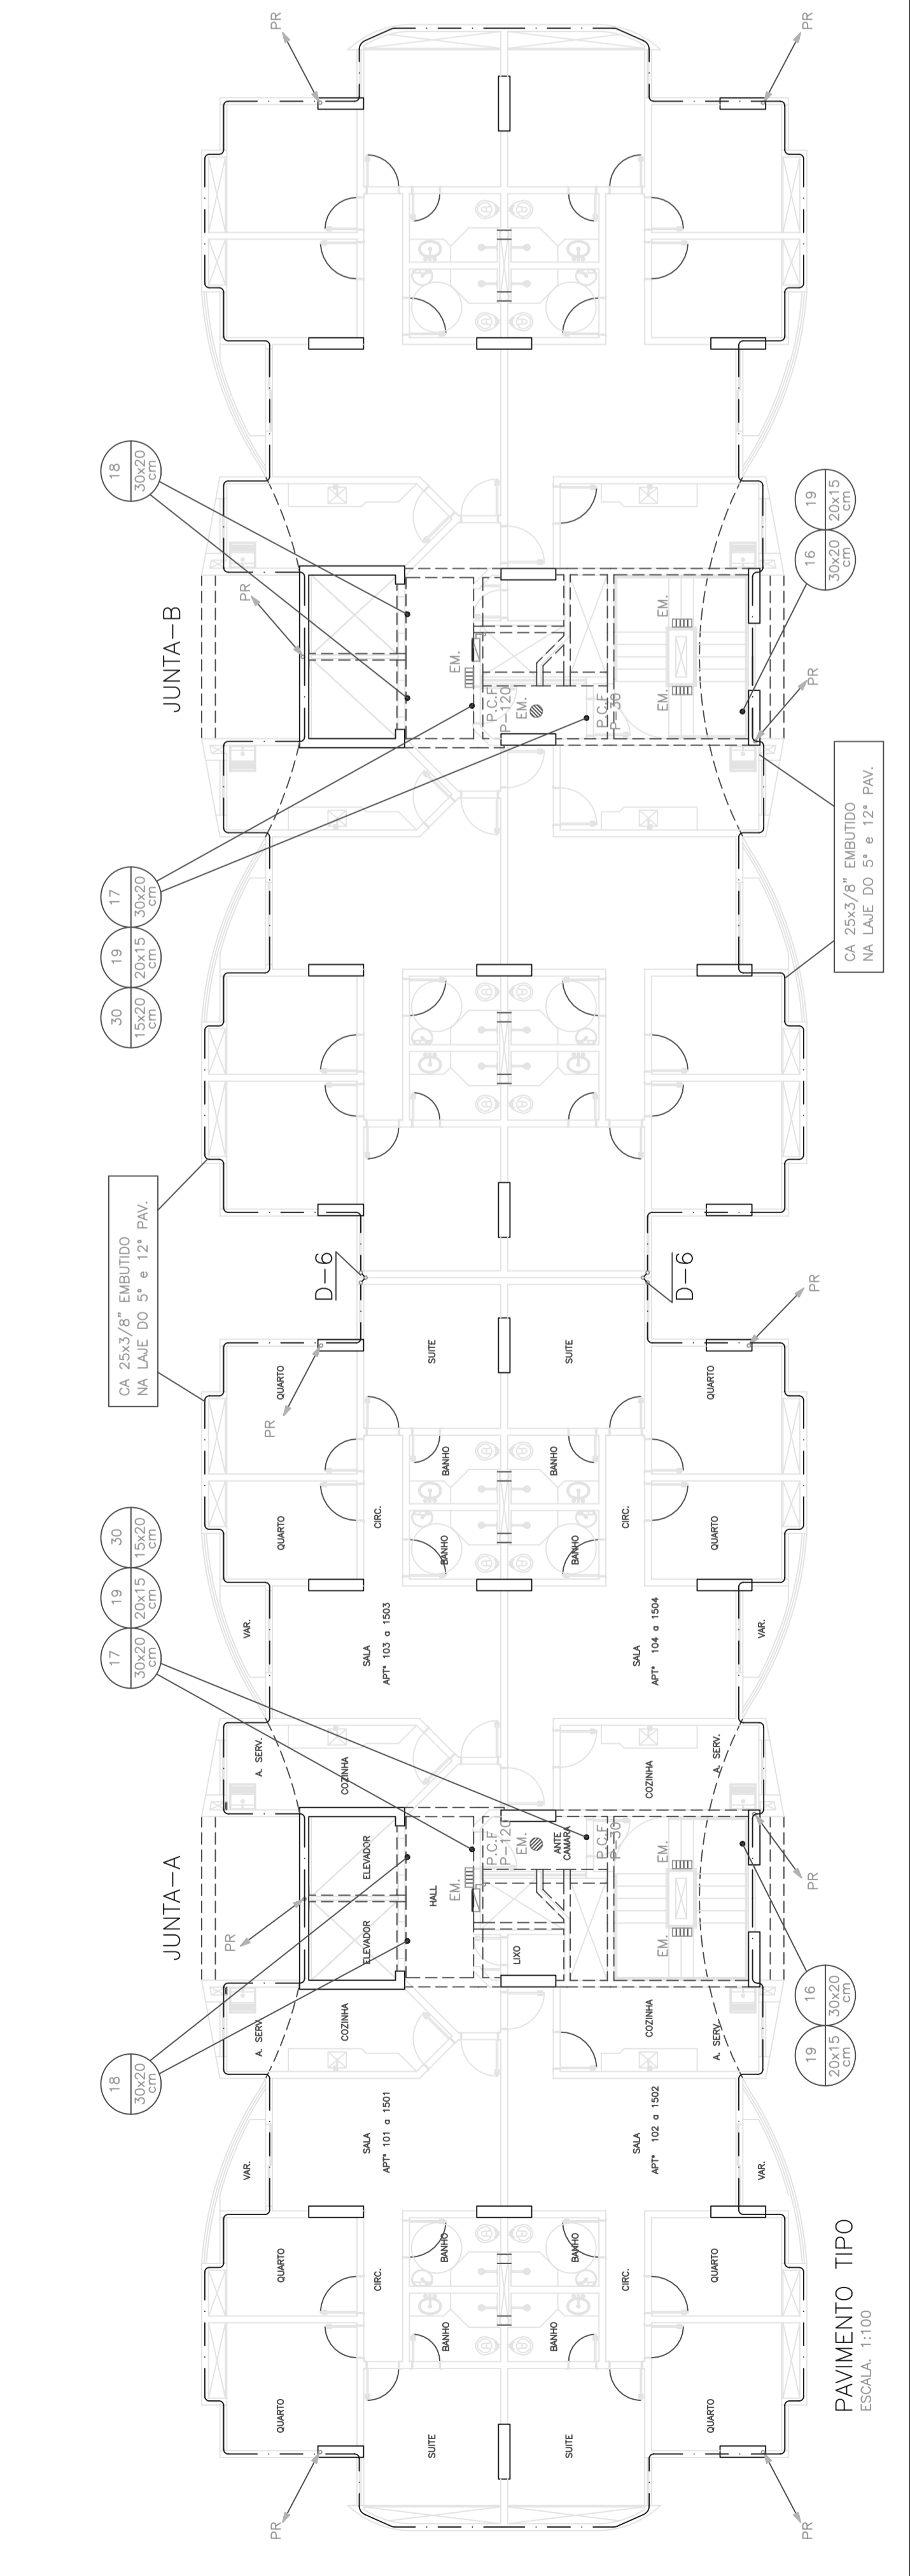 18
30x20
cm
17
30x20
cm
19
20x15
cm
30
15x20
cm
CA 25x3/8" EMBUTIDO
NA LAJE DO 5° e 12° PAV.
30
15x20
cm
19
20x15
cm
17
30x20
cm
18
30x20
cm
JUNTA-A
JUNTA-B
PR
PR
PR
PR
PR
VAR.
A. SERV.
A. SERV.
VAR.
QUARTO
QUARTO
QUARTO
QUARTO
D-6
COZINHA
COZINHA
ELEVADOR
ELEVADOR
CIRC.
SALA
APTº 101 a 1501
SALA
APTº 103 a 1503
CIRC.
SUITE
BANHO
BANHO
HALL
BANHO
BANHO
SUITE
EM.
EM.
P.C.F.
P-120
P.C.F.
P-120
LIXO
EM.
EM.
ANTE
CAMARA
SUITE
BANHO
BANHO
BANHO
BANHO
SUITE
P.C.F.
P-30
P.C.F.
P-30
CIRC.
SALA
APTº 102 a 1502
SALA
APTº 104 a 1504
CIRC.
COZINHA
COZINHA
EM.
EM.
EM.
EM.
D-6
QUARTO
QUARTO
A. SERV.
A. SERV.
QUARTO
QUARTO
VAR.
VAR.
PR
PR
PR
PR
PR
19
20x15
cm
16
30x20
cm
16
30x20
cm
19
20x15
cm
CA 25x3/8" EMBUTIDO
NA LAJE DO 5° e 12° PAV.
PAVIMENTO TIPO
ESCALA. 1:100